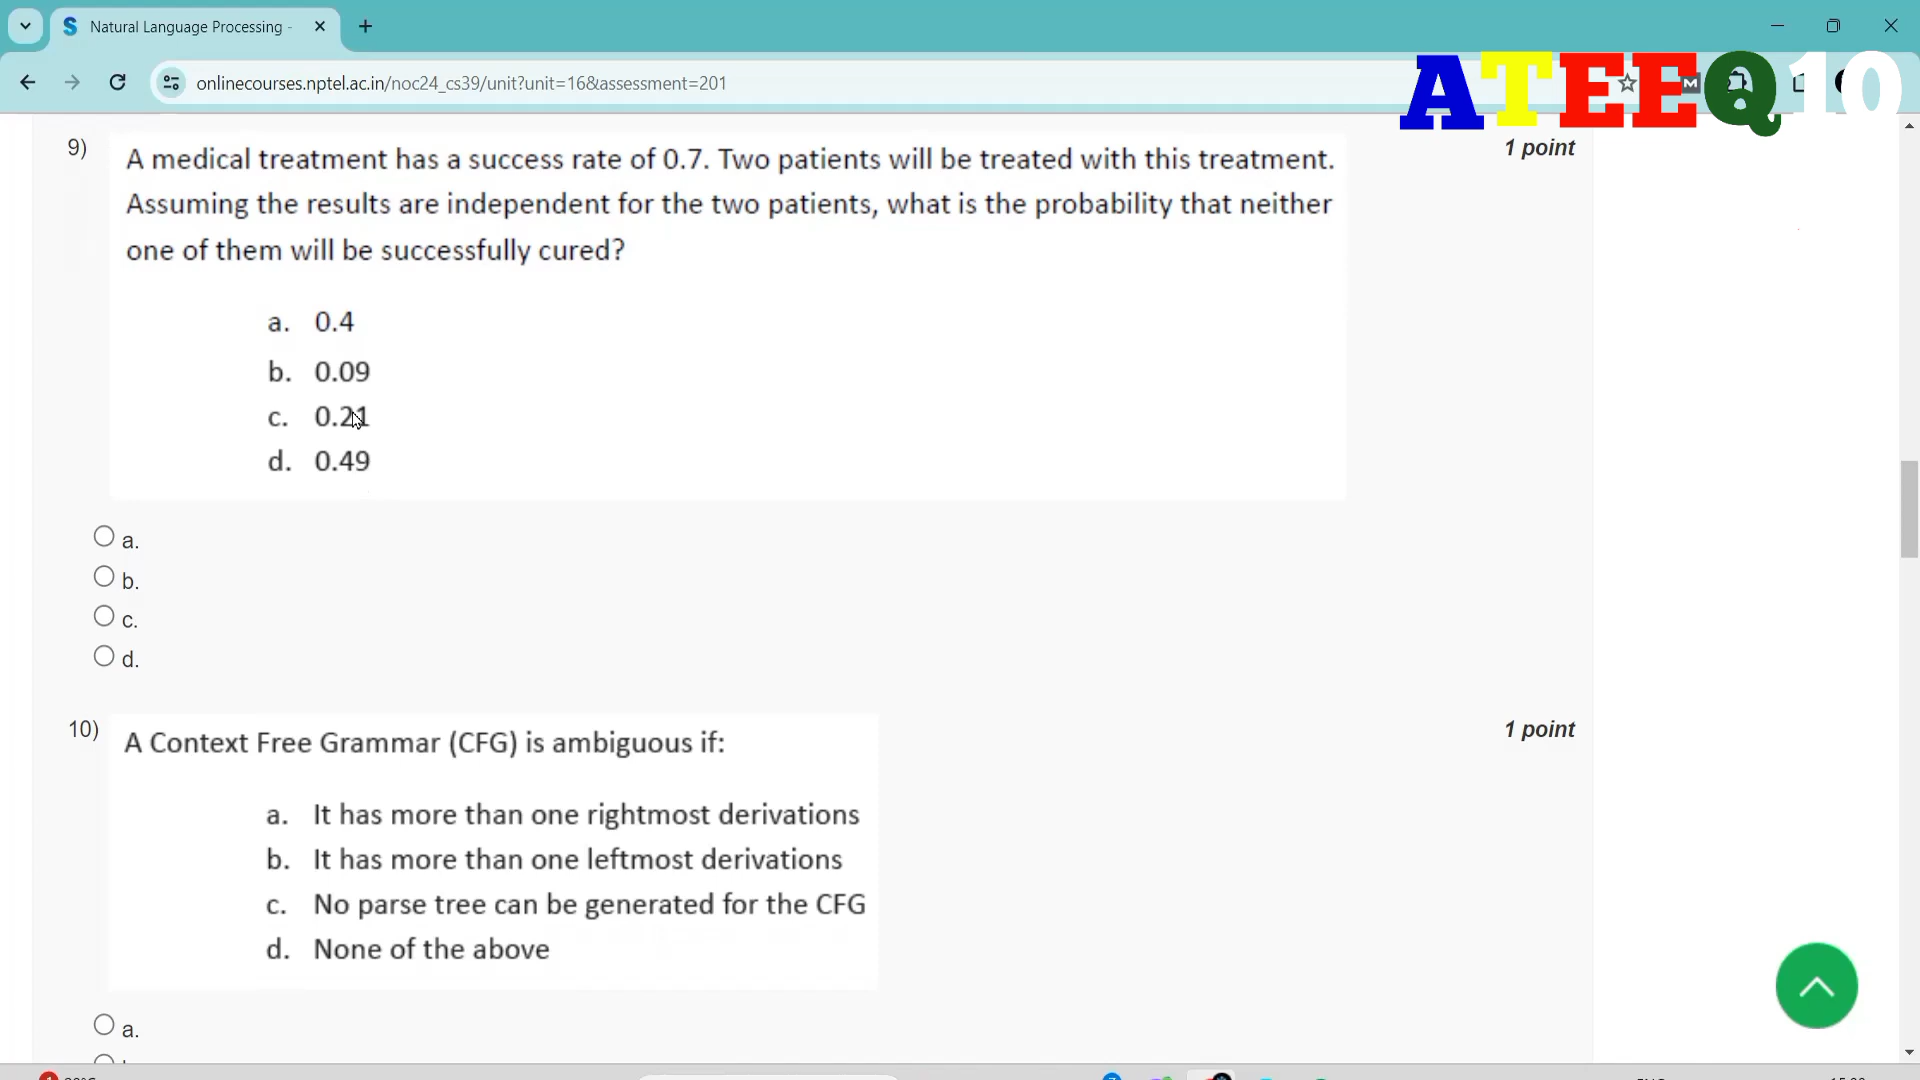 Natural Language Processing -
onlinecourses.nptel.ac.in/noc24_cs39/unit?unit=16&assessment=201
ATEEQ10
9)
1 point
A medical treatment has a success rate of 0.7. Two patients will be treated with this treatment.
Assuming the results are independent for the two patients, what is the probability that neither
one of them will be successfully cured?
a. 0.4
b. 0.09
c. 0.21
d. 0.49
a.
b.
c.
d.
10)
1 point
A Context Free Grammar (CFG) is ambiguous if:
a. It has more than one rightmost derivations
b. It has more than one leftmost derivations
c. No parse tree can be generated for the CFG
d. None of the above
a.